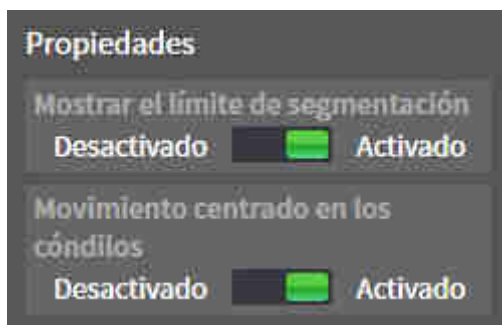 Propiedades
Mostrar el límite de segmentación
Desactivado Activado
Movimiento centrado en los
cóndilos
Desactivado Activado